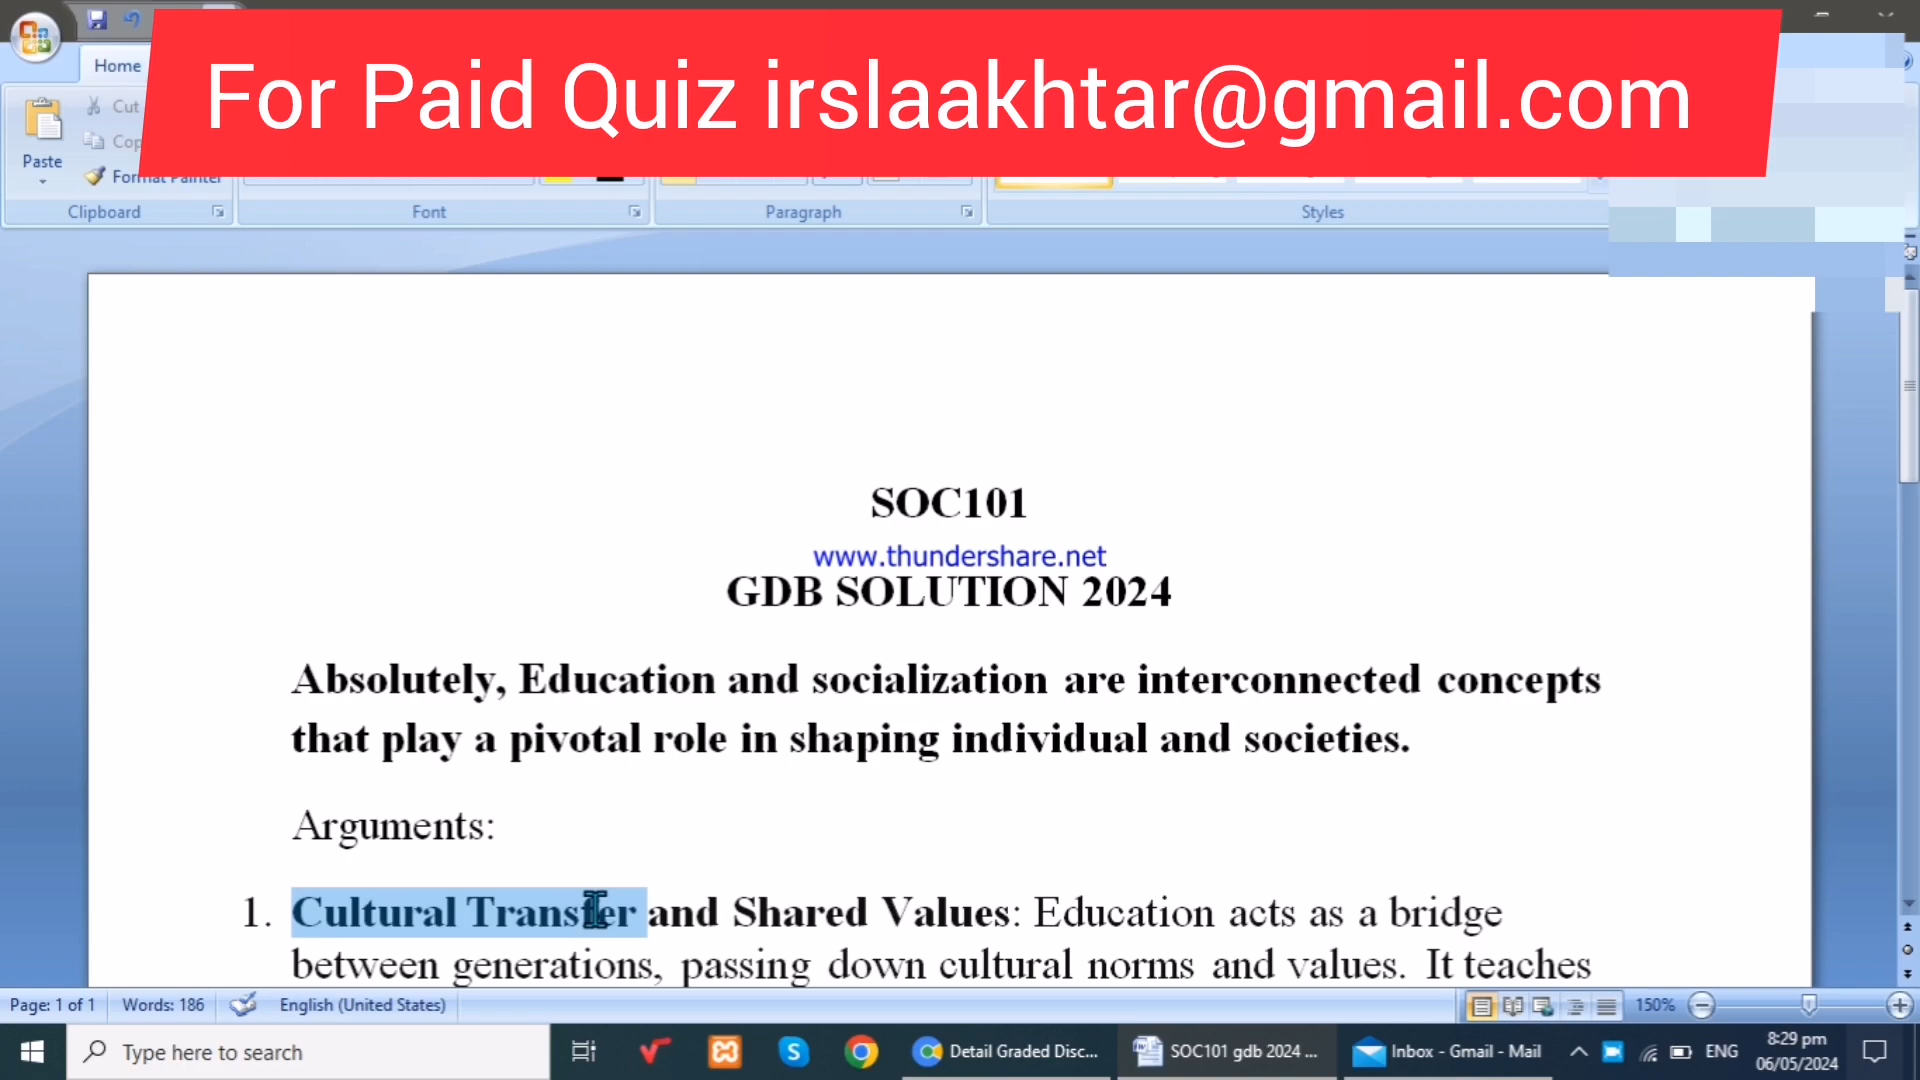 For Paid Quiz irslaakhtar@gmail.com
Home
Cut
Paste
Format Painter
Clipboard
Font
Paragraph
Styles
SOC101
www.thundershare.net
GDB SOLUTION 2024
Absolutely, Education and socialization are interconnected concepts
that play a pivotal role in shaping individual and societies.
Arguments:
1. Cultural Transfer and Shared Values: Education acts as a bridge
between generations, passing down cultural norms and values. It teaches
Page: 1 of 1 Words: 186 English (United States) 150%
Type here to search Detail Graded Disc... SOC101 gdb 2024 ... Inbox - Gmail - Mail ENG 8:29 pm
06/05/2024